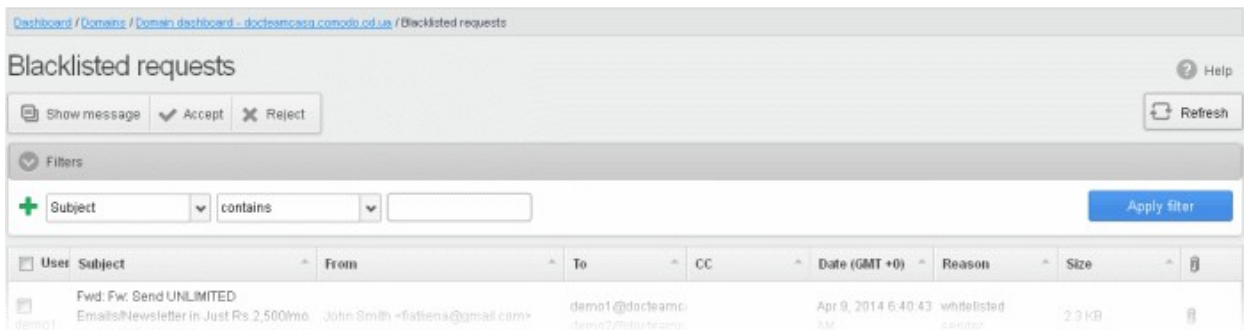 Dashboard / Domains / Domain dashboard - docteamcasg.comodo.od.ua / Blacklisted requests
Blacklisted requests
Help
Show message Accept Reject
Refresh
Filters
Subject contains
Apply filter
User Subject From To CC Date (GMT +0) Reason Size
Fwd: Fw: Send UNLIMITED
Emails/Newsletter in Just Rs.2,500/mo. John Smith demo1@docteamc Apr 9, 2014 6:40:43 whitelisted 2.3 KB
demo1 AM sender